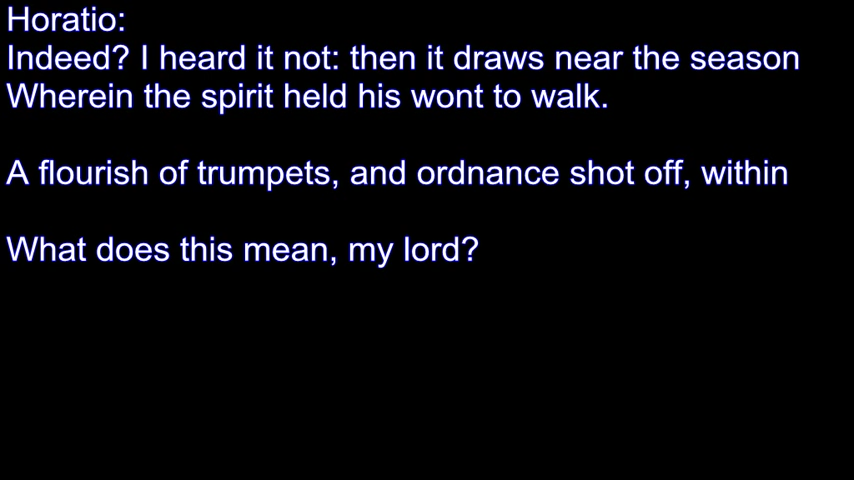 Horatio:
Indeed? I heard it not: then it draws near the season
Wherein the spirit held his wont to walk.
A flourish of trumpets, and ordnance shot off, within
What does this mean, my lord?